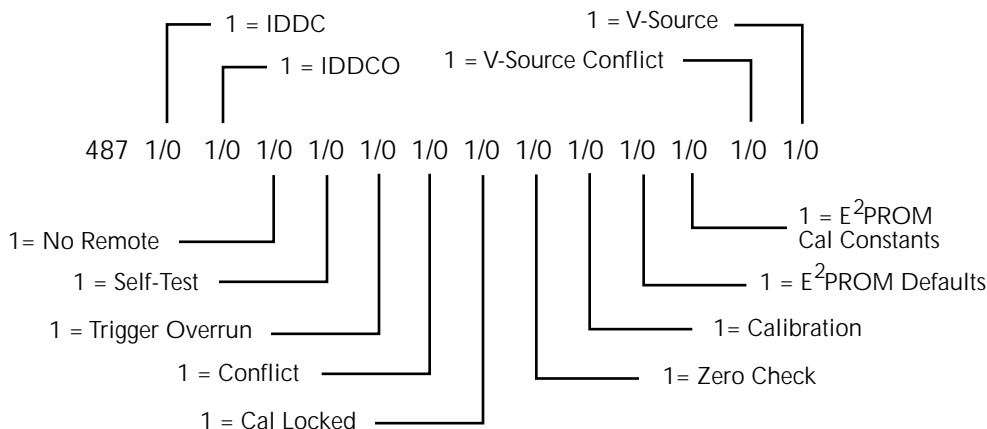 1 = IDDC
1 = V-Source
1 = IDDCO
1 = V-Source Conflict
487 1/0 1/0 1/0 1/0 1/0 1/0 1/0 1/0 1/0 1/0 1/0 1/0 1/0
1= No Remote
1 = E²PROM
Cal Constants
1 = Self-Test
1 = E²PROM Defaults
1 = Trigger Overrun
1= Calibration
1 = Conflict
1= Zero Check
1 = Cal Locked